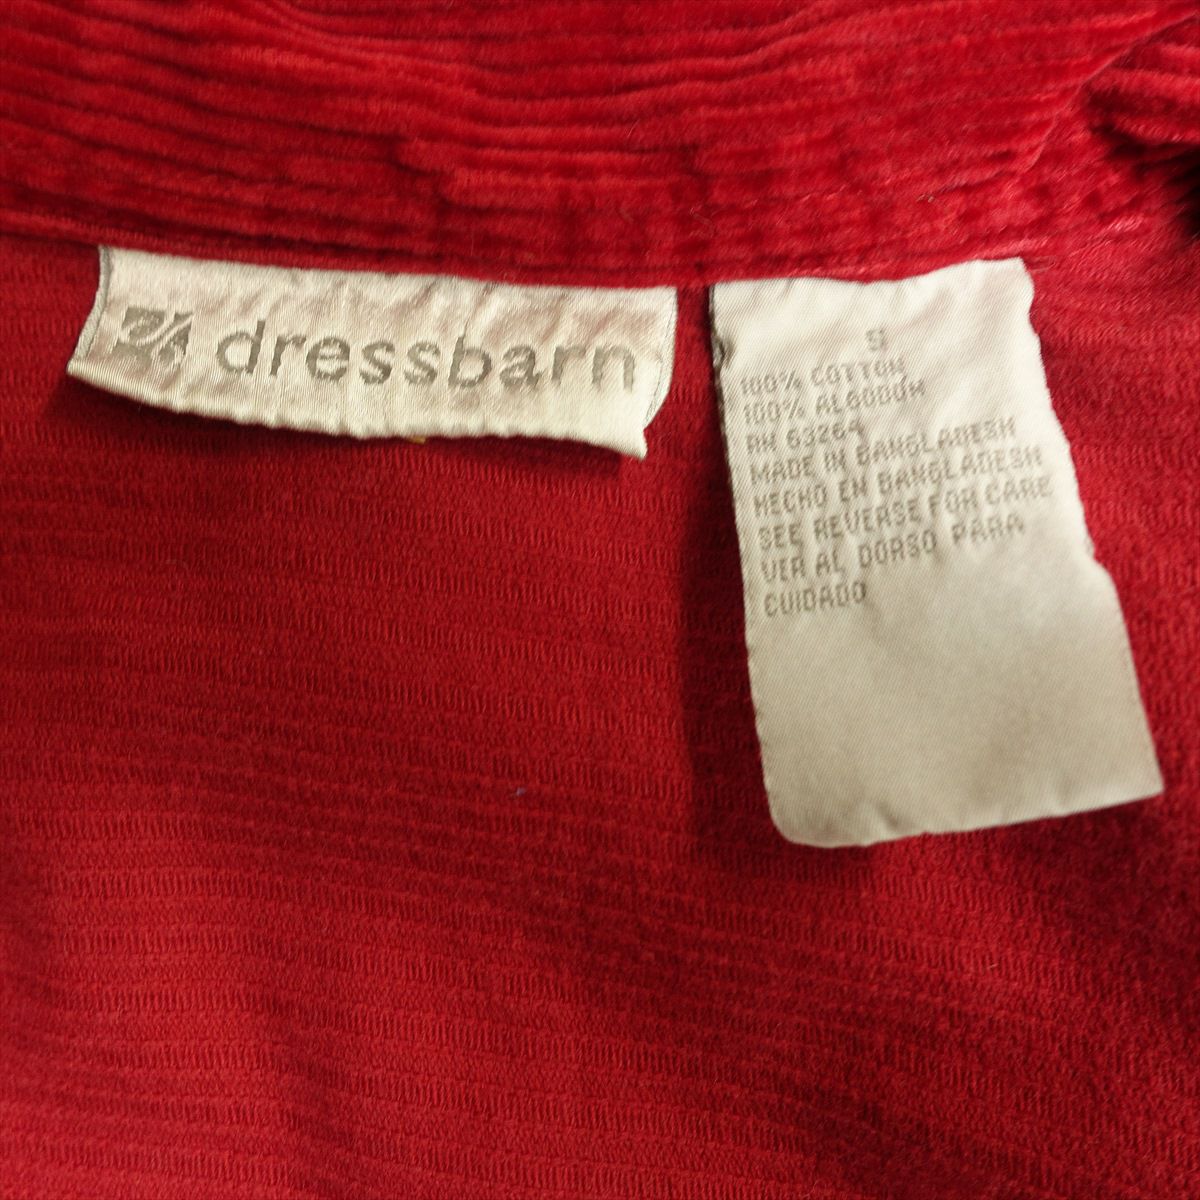 dressbarn
S
100% COTTON
100% ALGODÓN
RN 63264
MADE IN BANGLADESH
HECHO EN BANGLADESH
SEE REVERSE FOR CARE
VER AL DORSO PARA
CUIDADO